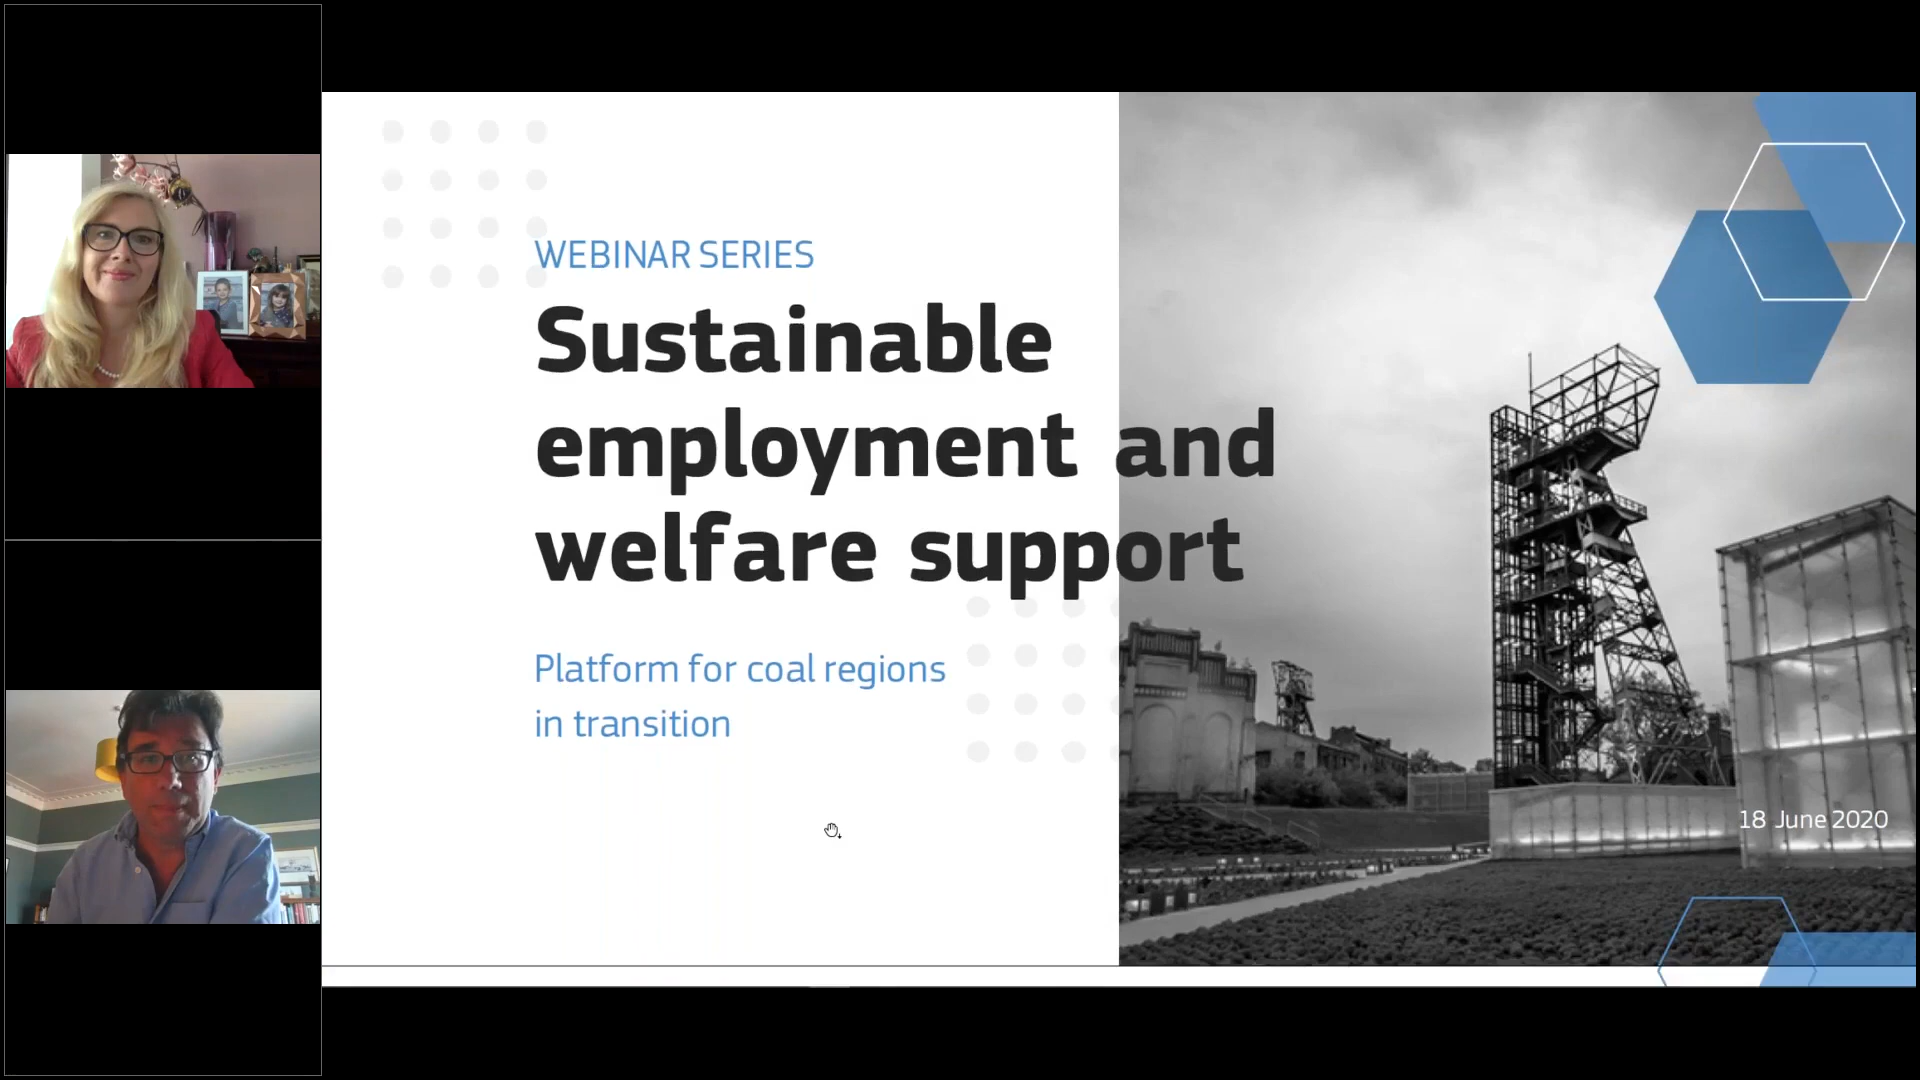 WEBINAR SERIES
Sustainable
employment and
welfare support
Platform for coal regions
in transition
18 June 2020